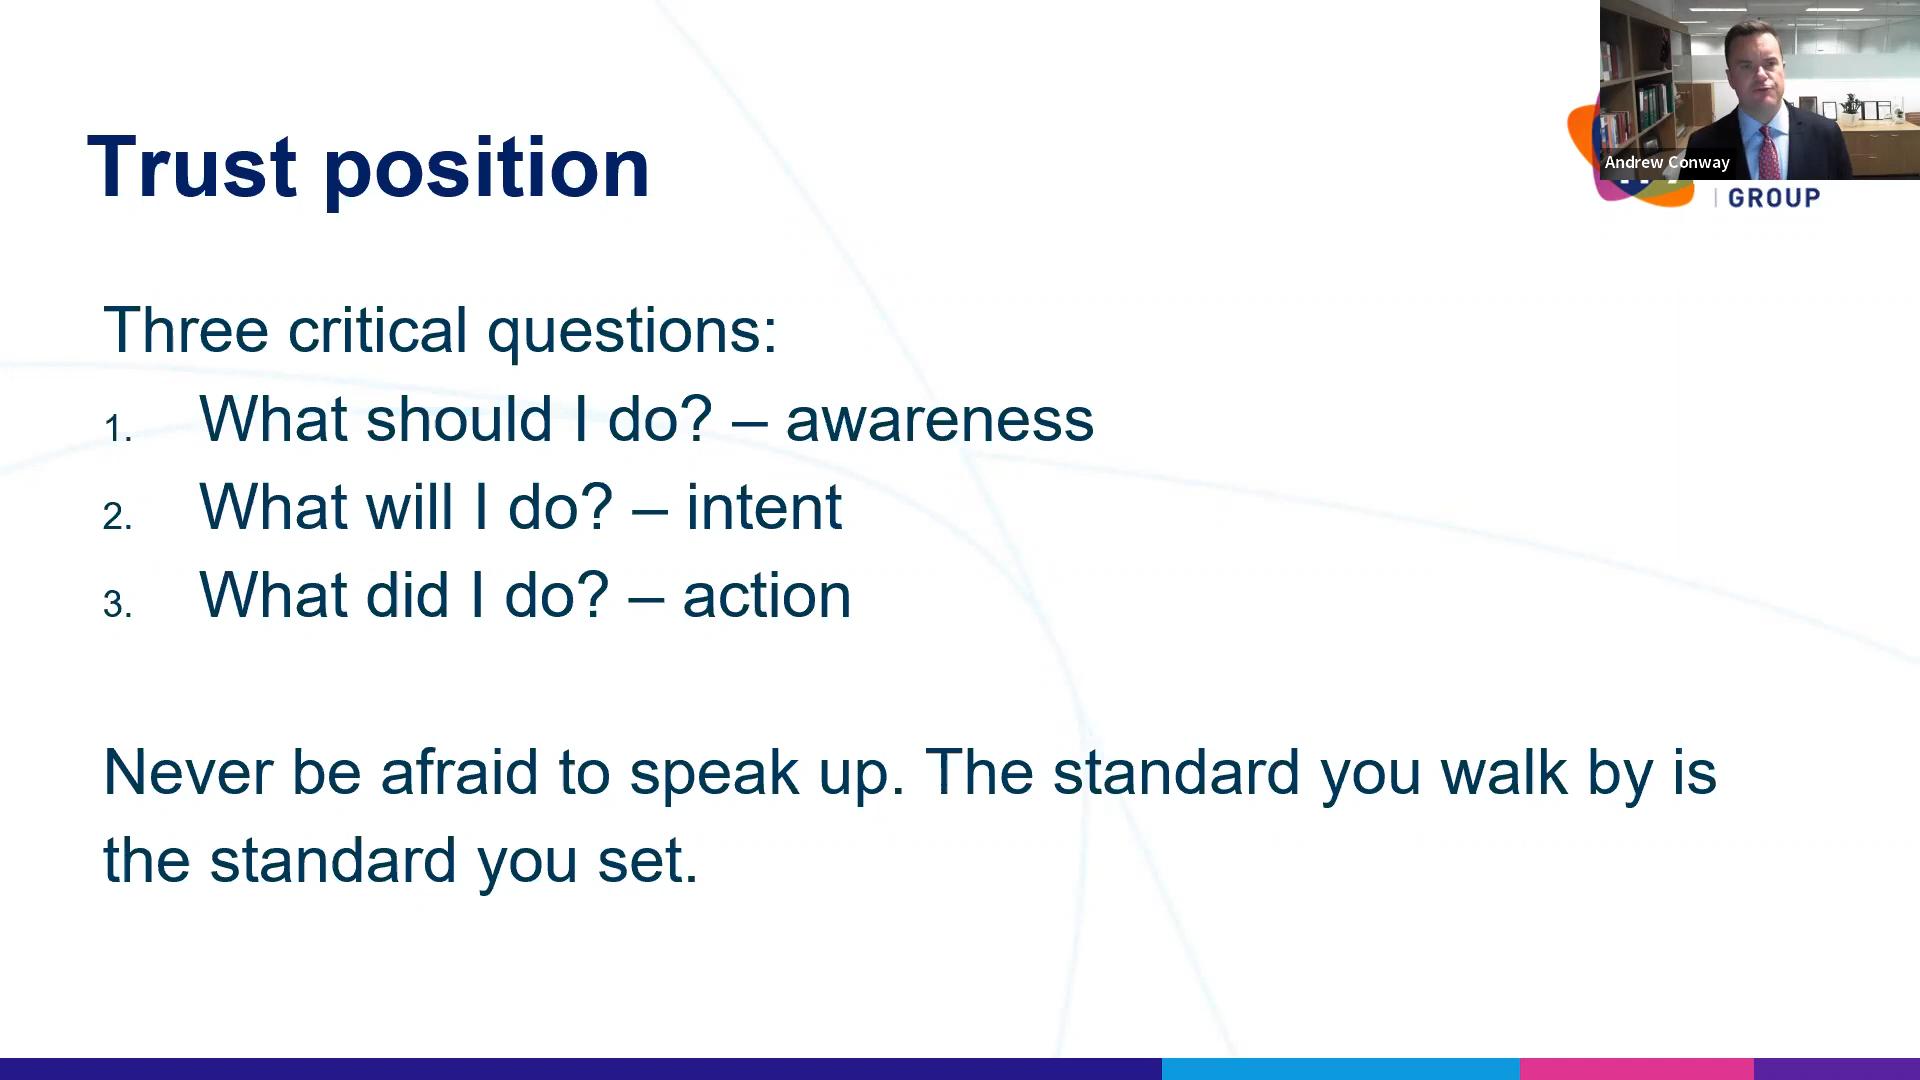 Trust position
Andrew Conway
GROUP
Three critical questions:
1. What should I do? – awareness
2. What will I do? – intent
3. What did I do? – action
Never be afraid to speak up. The standard you walk by is
the standard you set.